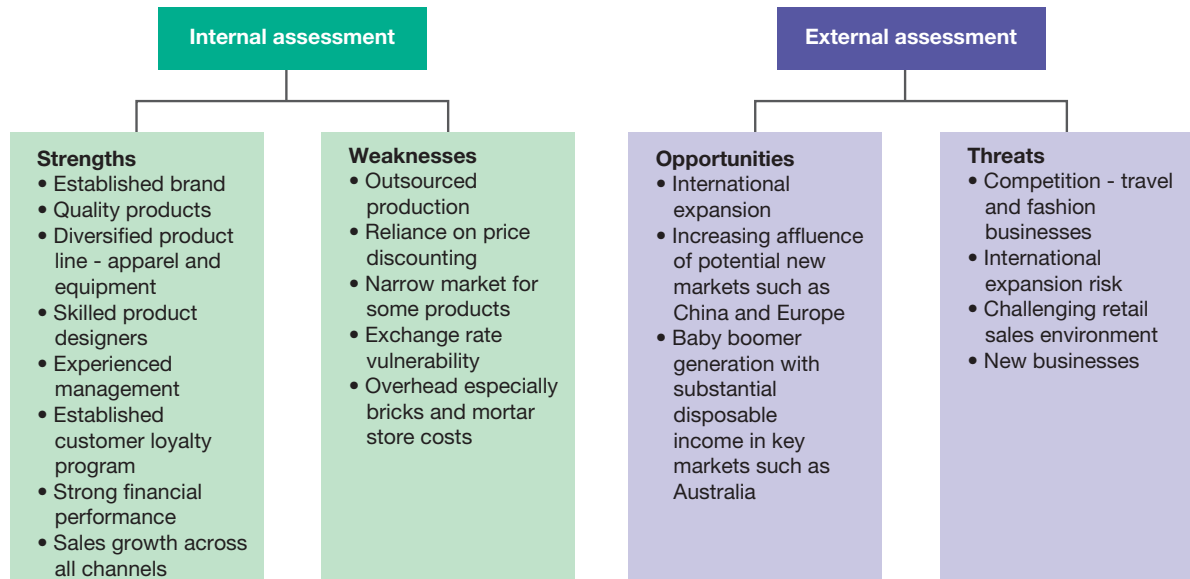 Internal assessment
External assessment
Strengths
• Established brand
• Quality products
• Diversified product
line - apparel and
equipment
• Skilled product
designers
• Experienced
management
• Established
customer loyalty
program
• Strong financial
performance
• Sales growth across
all channels
Weaknesses
• Outsourced
production
• Reliance on price
discounting
• Narrow market for
some products
• Exchange rate
vulnerability
• Overhead especially
bricks and mortar
store costs
Opportunities
• International
expansion
• Increasing affluence
of potential new
markets such as
China and Europe
• Baby boomer
generation with
substantial
disposable
income in key
markets such as
Australia
Threats
• Competition - travel
and fashion
businesses
• International
expansion risk
• Challenging retail
sales environment
• New businesses